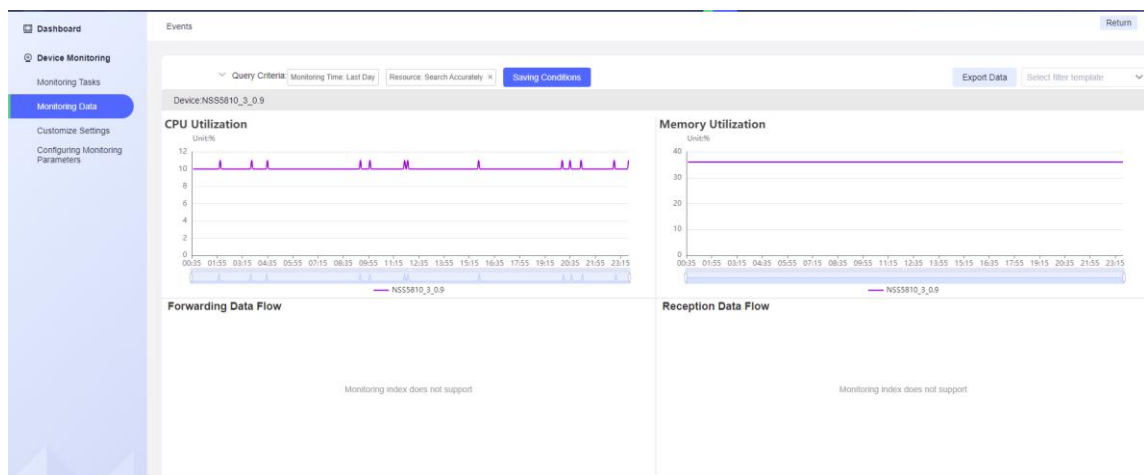 Dashboard
Events
Return
Device Monitoring
Monitoring Tasks
Monitoring Data
Customize Settings
Configuring Monitoring
Parameters
Query Criteria: Monitoring Time: Last Day Resource: Search Accurately × Saving Conditions
Export Data Select filter template
Device:NSS5810_3_0.9
CPU Utilization
Unit:%
12
10
8
6
4
2
0
00:35 01:55 03:15 04:35 05:55 07:15 08:35 09:55 11:15 12:35 13:55 15:15 16:35 17:55 19:15 20:35 21:55 23:15
NSS5810_3_0.9
Memory Utilization
Unit:%
40
30
20
10
0
00:35 01:55 03:15 04:35 05:55 07:15 08:35 09:55 11:15 12:35 13:55 15:15 16:35 17:55 19:15 20:35 21:55 23:15
NSS5810_3_0.9
Forwarding Data Flow
Monitoring index does not support
Reception Data Flow
Monitoring index does not support